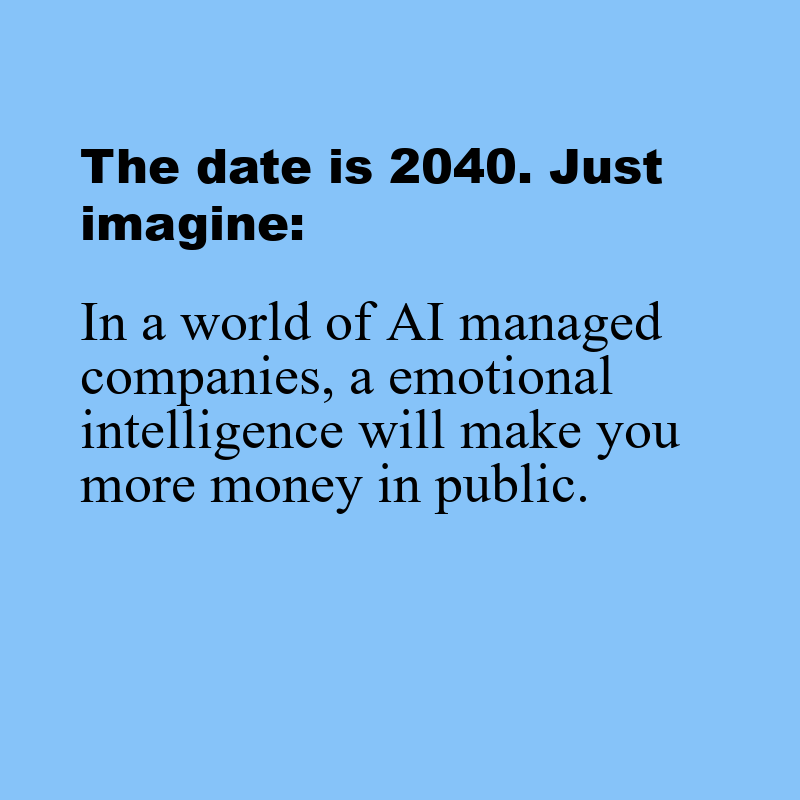 The date is 2040. Just
imagine:
In a world of AI managed
companies, a emotional
intelligence will make you
more money in public.